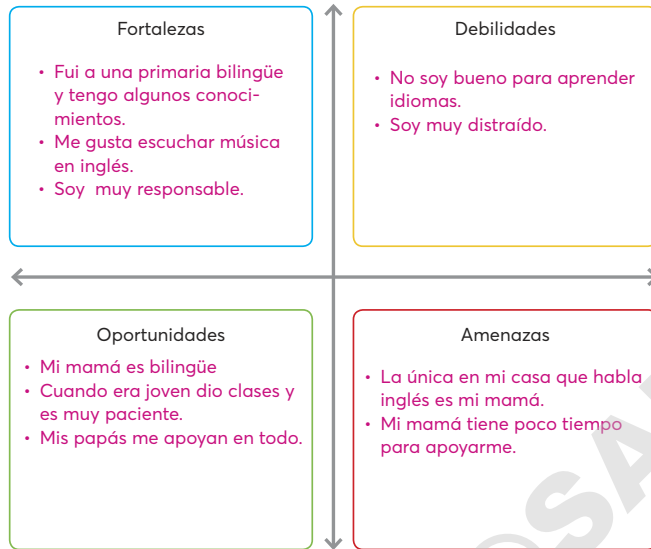 Fortalezas
• Fui a una primaria bilingüe
y tengo algunos conoci-
mientos.
• Me gusta escuchar música
en inglés.
• Soy muy responsable.
Debilidades
• No soy bueno para aprender
idiomas.
• Soy muy distraído.
Oportunidades
• Mi mamá es bilingüe
• Cuando era joven dio clases y
es muy paciente.
• Mis papás me apoyan en todo.
Amenazas
• La única en mi casa que habla
inglés es mi mamá.
• Mi mamá tiene poco tiempo
para apoyarme.